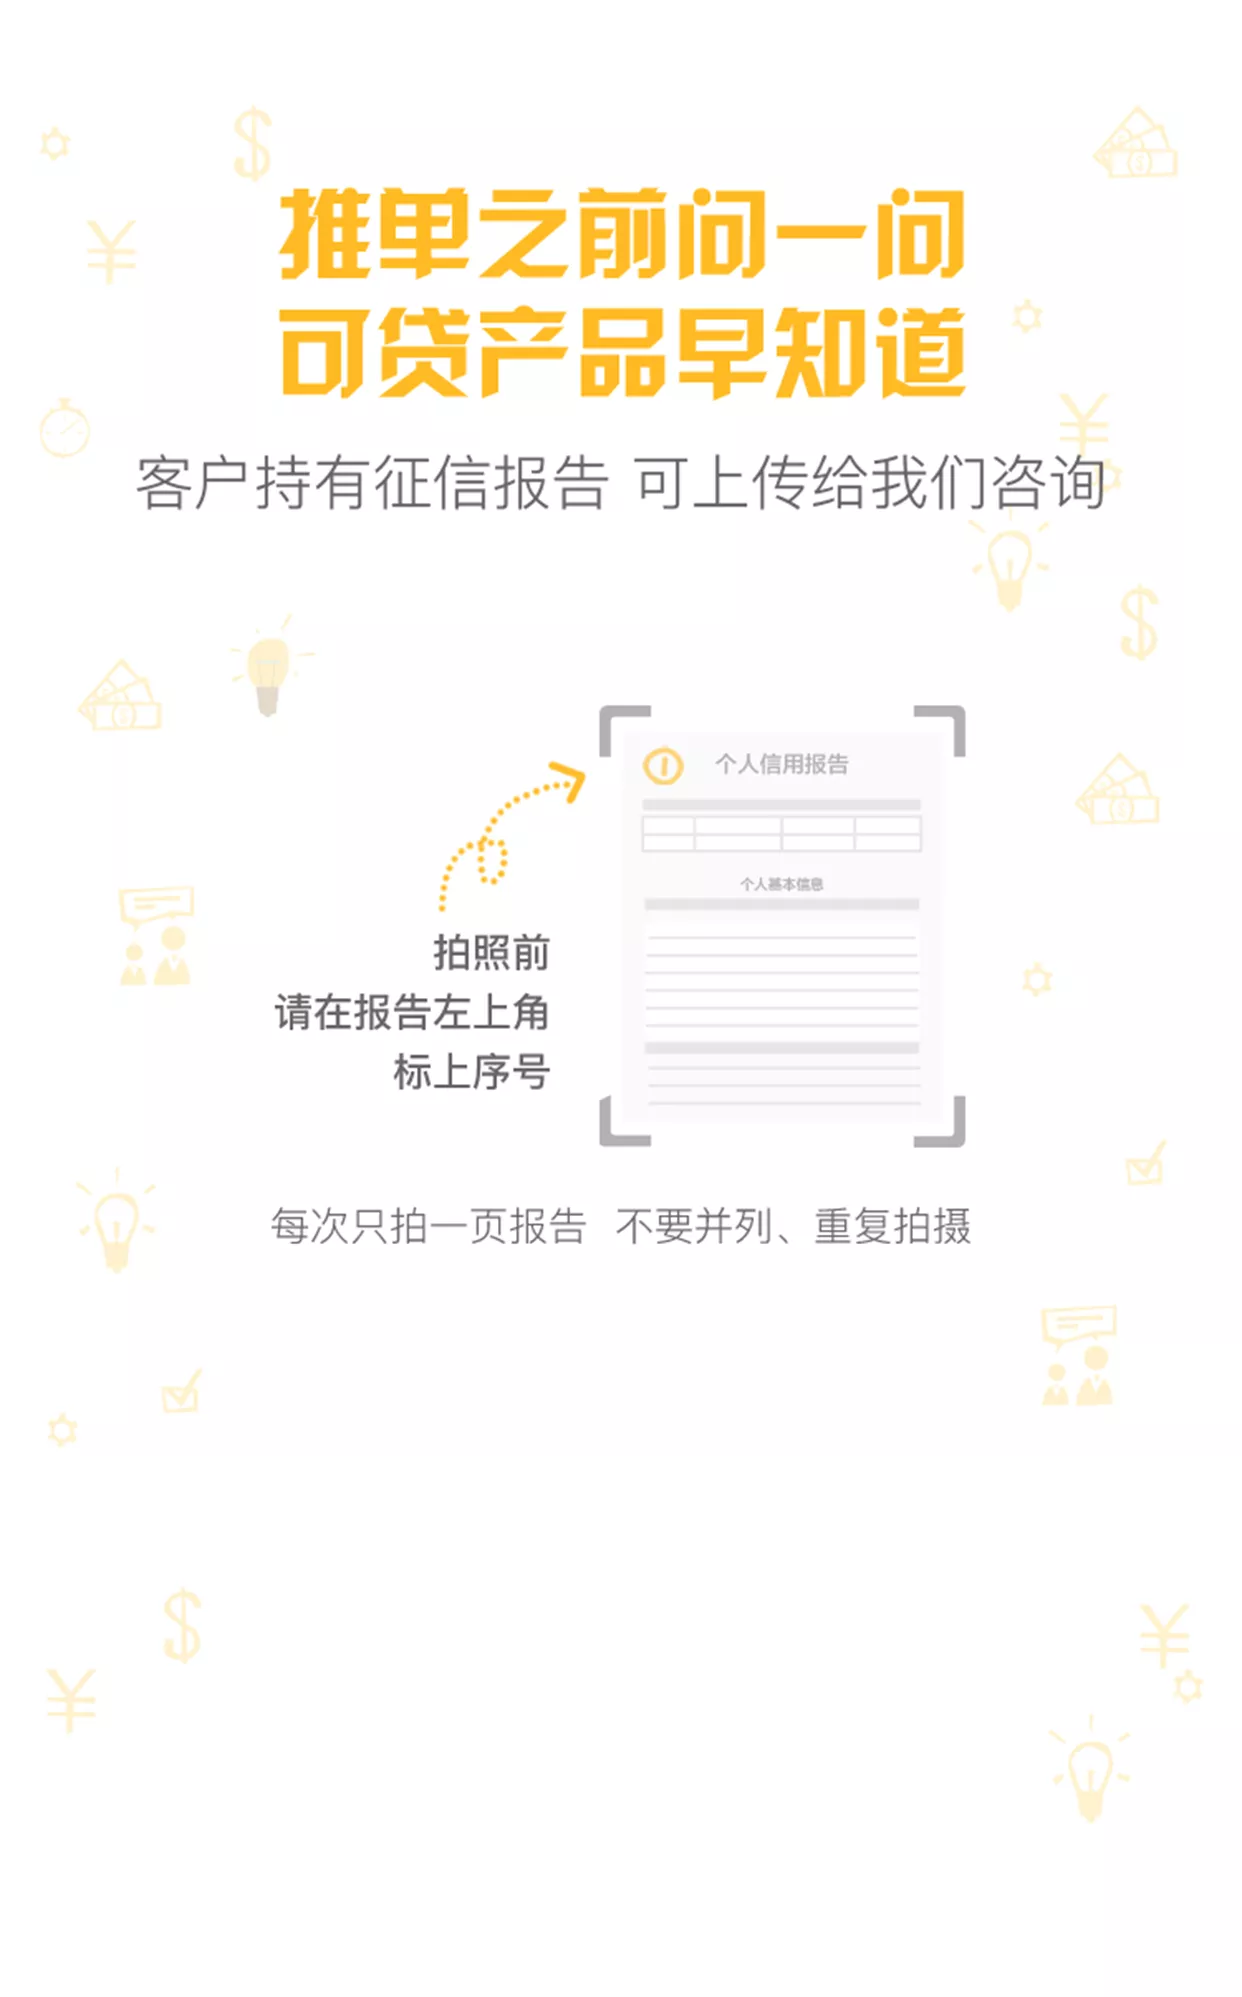 推单之前问一问
可贷产品早知道
客户持有征信报告 可上传给我们咨询
① 个人信用报告
个人基本信息
拍照前
请在报告左上角
标上序号
每次只拍一页报告 不要并列、重复拍摄